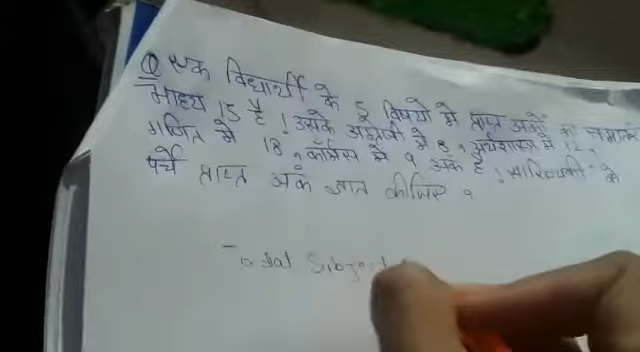 Q एक विद्यार्थी के 5 विषयो में प्राप्त अंकों का समान्तर
माध्य 15 है । उसके अंग्रेजी में 8, अर्थशास्त्र में 12,
गणित में 18, कॉमर्स में 9 अंक है । सांख्यिकी के
पर्चे प्राप्त अंक ज्ञात कीजिए ?
Total Subject